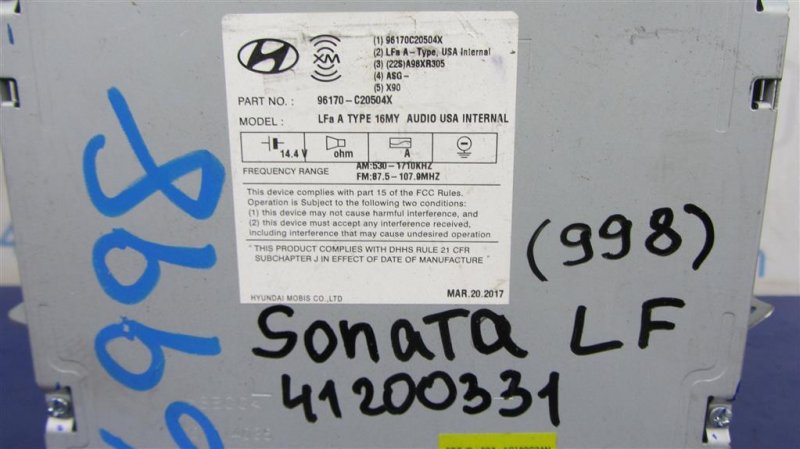 (1) 96170C20504X
(2) LFa A-Type, USA Internal
(3) (22S)A98XR305
(4) ASG-
(5) X90
XM
PART NO. : 96170-C20504X
MODEL : LFa A TYPE 16MY AUDIO USA INTERNAL
14.4 V ohm A
FREQUENCY RANGE AM:530-1710KHZ
FM:87.5-107.9MHZ
This device complies with part 15 of the FCC Rules.
Operation is Subject to the following two conditions:
(1) this device may not cause harmful interference, and
(2) this device must accept any interference received,
including interference that may cause undesired operation
"THIS PRODUCT COMPLIES WITH DHHS RULE 21 CFR
SUBCHAPTER J IN EFFECT OF DATE OF MANUFACTURE"
HYUNDAI MOBIS CO.,LTD MAR.20.2017
(998)
Sonata LF
41200331